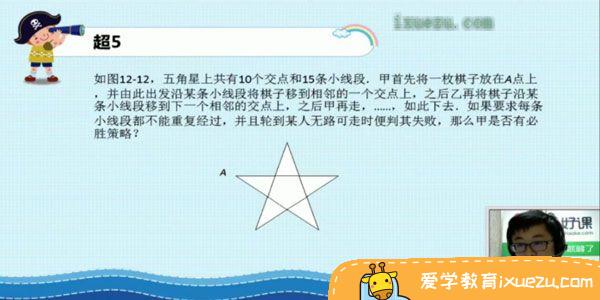 ixuezu.com
超5
如图12-12，五角星上共有10个交点和15条小线段．甲首先将一枚棋子放在A点上
，并由此出发沿某条小线段将棋子移到相邻的一个交点上，之后乙再将棋子沿某
条小线段移到下一个相邻的交点上，之后甲再走，……，如此下去．如果要求每条
小线段都不能重复经过，并且轮到某人无路可走时便判其失败，那么甲是否有必
胜策略？
A
好课
爱学教育ixuezu.com